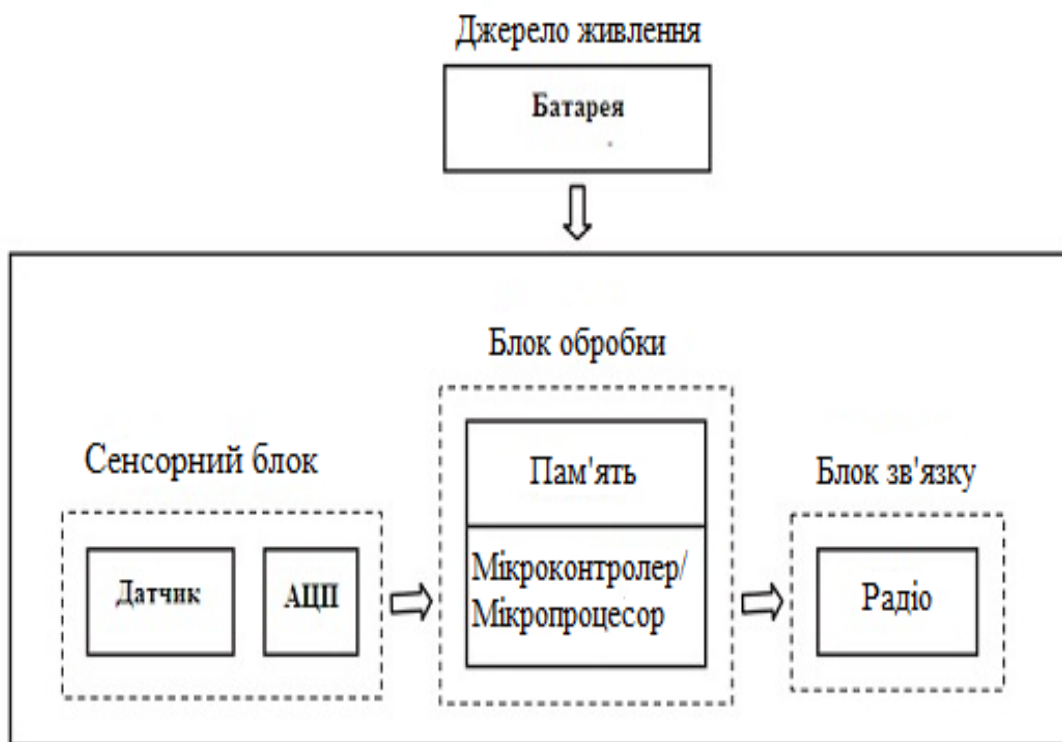 Джерело живлення
Батарея
Блок обробки
Сенсорний блок
Пам'ять
Блок зв'язку
Датчик
АЦП
Мікроконтролер/
Мікропроцесор
Радіо